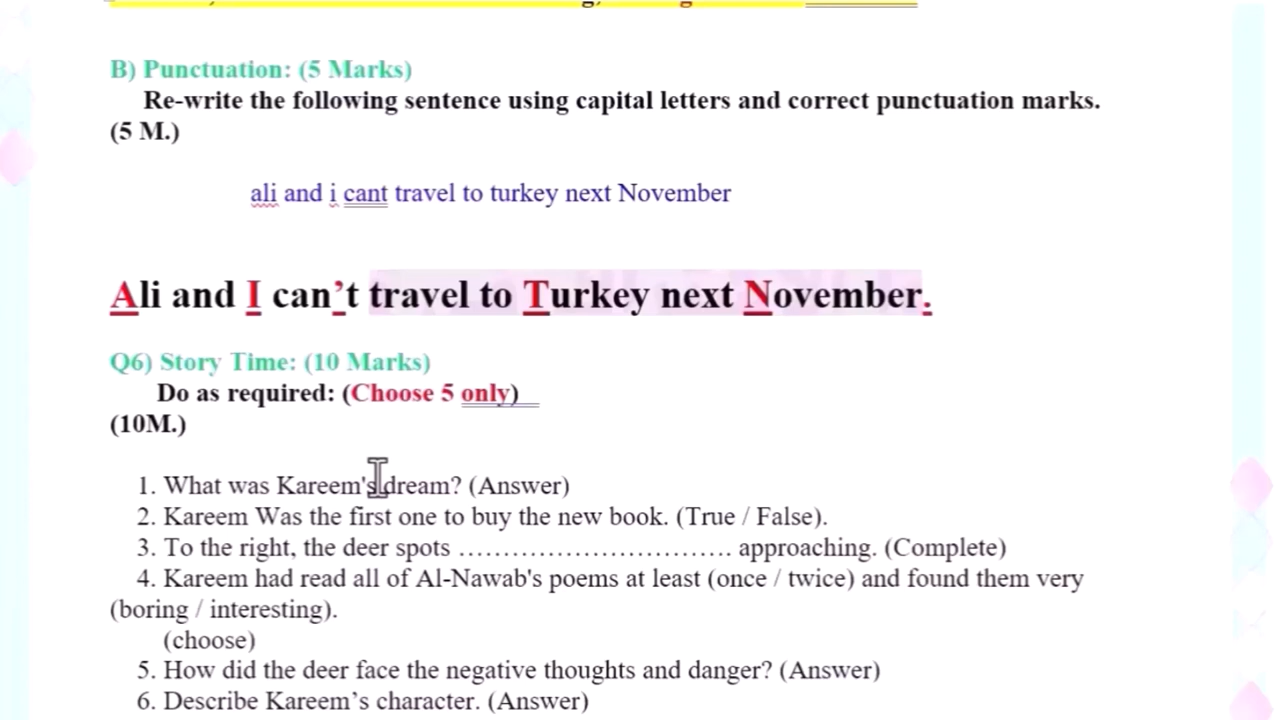 B) Punctuation: (5 Marks)
Re-write the following sentence using capital letters and correct punctuation marks.
(5 M.)
ali and i cant travel to turkey next November
Ali and I can’t travel to Turkey next November.
Q6) Story Time: (10 Marks)
Do as required: (Choose 5 only)
(10M.)
1. What was Kareem's dream? (Answer)
2. Kareem Was the first one to buy the new book. (True / False).
3. To the right, the deer spots ................................ approaching. (Complete)
4. Kareem had read all of Al-Nawab's poems at least (once / twice) and found them very
(boring / interesting).
(choose)
5. How did the deer face the negative thoughts and danger? (Answer)
6. Describe Kareem’s character. (Answer)